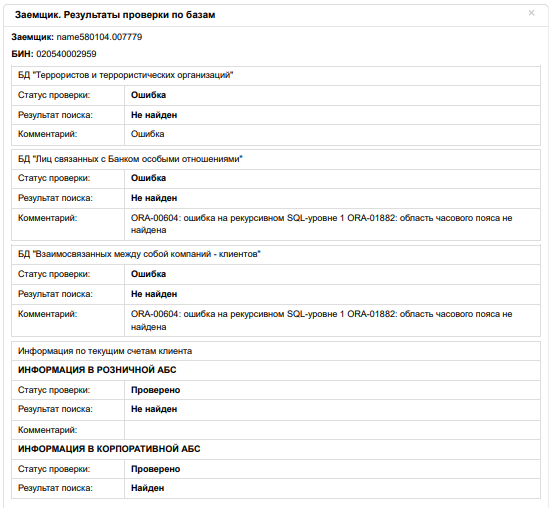 Заемщик. Результаты проверки по базам
×
Заемщик: name580104.007779
БИН: 020540002959
БД "Террористов и террористических организаций"
Статус проверки: Ошибка
Результат поиска: Не найден
Комментарий: Ошибка
БД "Лиц связанных с Банком особыми отношениями"
Статус проверки: Ошибка
Результат поиска: Не найден
Комментарий: ORA-00604: ошибка на рекурсивном SQL-уровне 1 ORA-01882: область часового пояса не
найдена
БД "Взаимосвязанных между собой компаний - клиентов"
Статус проверки: Ошибка
Результат поиска: Не найден
Комментарий: ORA-00604: ошибка на рекурсивном SQL-уровне 1 ORA-01882: область часового пояса не
найдена
Информация по текущим счетам клиента
ИНФОРМАЦИЯ В РОЗНИЧНОЙ АБС
Статус проверки: Проверено
Результат поиска: Не найден
Комментарий:
ИНФОРМАЦИЯ В КОРПОРАТИВНОЙ АБС
Статус проверки: Проверено
Результат поиска: Найден